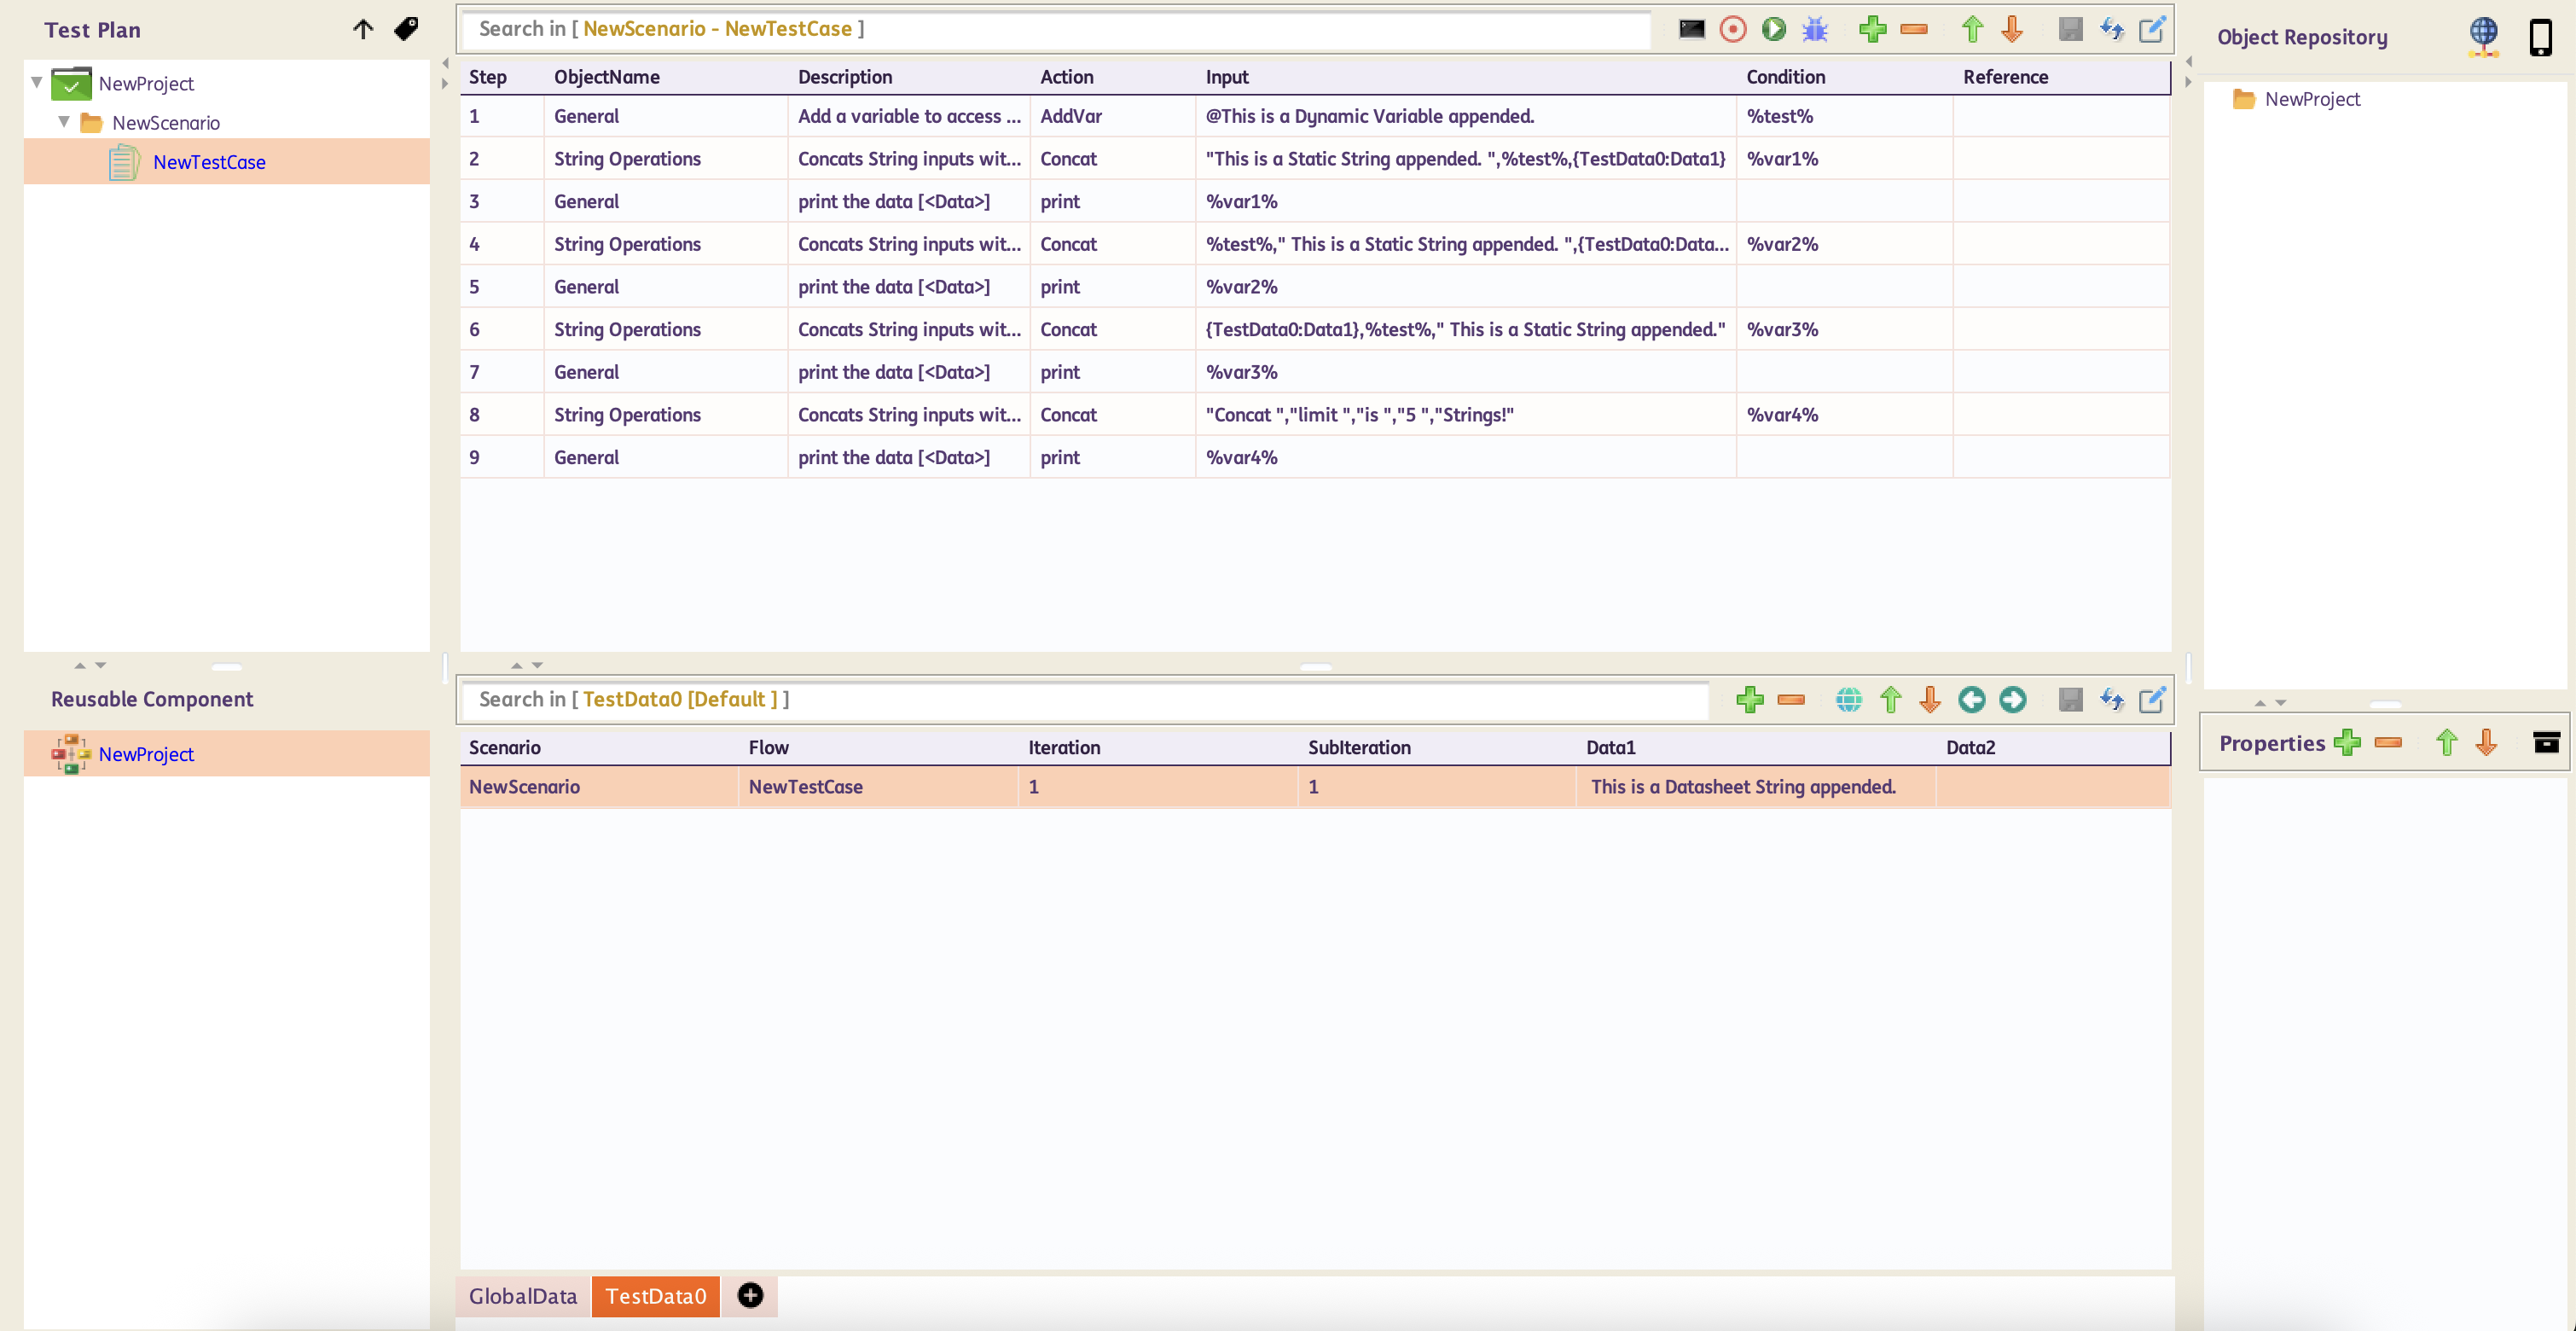 Test Plan
NewProject
NewScenario
NewTestCase
Search in [ NewScenario - NewTestCase ]
Step ObjectName Description Action Input Condition Reference
1 General Add a variable to access ... AddVar @This is a Dynamic Variable appended. %test%
2 String Operations Concats String inputs wit... Concat "This is a Static String appended. ",%test%,{TestData0:Data1} %var1%
3 General print the data [<Data>] print %var1%
4 String Operations Concats String inputs wit... Concat %test%," This is a Static String appended. ",{TestData0:Data... %var2%
5 General print the data [<Data>] print %var2%
6 String Operations Concats String inputs wit... Concat {TestData0:Data1},%test%," This is a Static String appended." %var3%
7 General print the data [<Data>] print %var3%
8 String Operations Concats String inputs wit... Concat "Concat ","limit ","is ","5 ","Strings!" %var4%
9 General print the data [<Data>] print %var4%
Object Repository
NewProject
Reusable Component
NewProject
Search in [ TestData0 [Default ] ]
Scenario Flow Iteration SubIteration Data1 Data2
NewScenario NewTestCase 1 1 This is a Datasheet String appended.
GlobalData TestData0
Properties